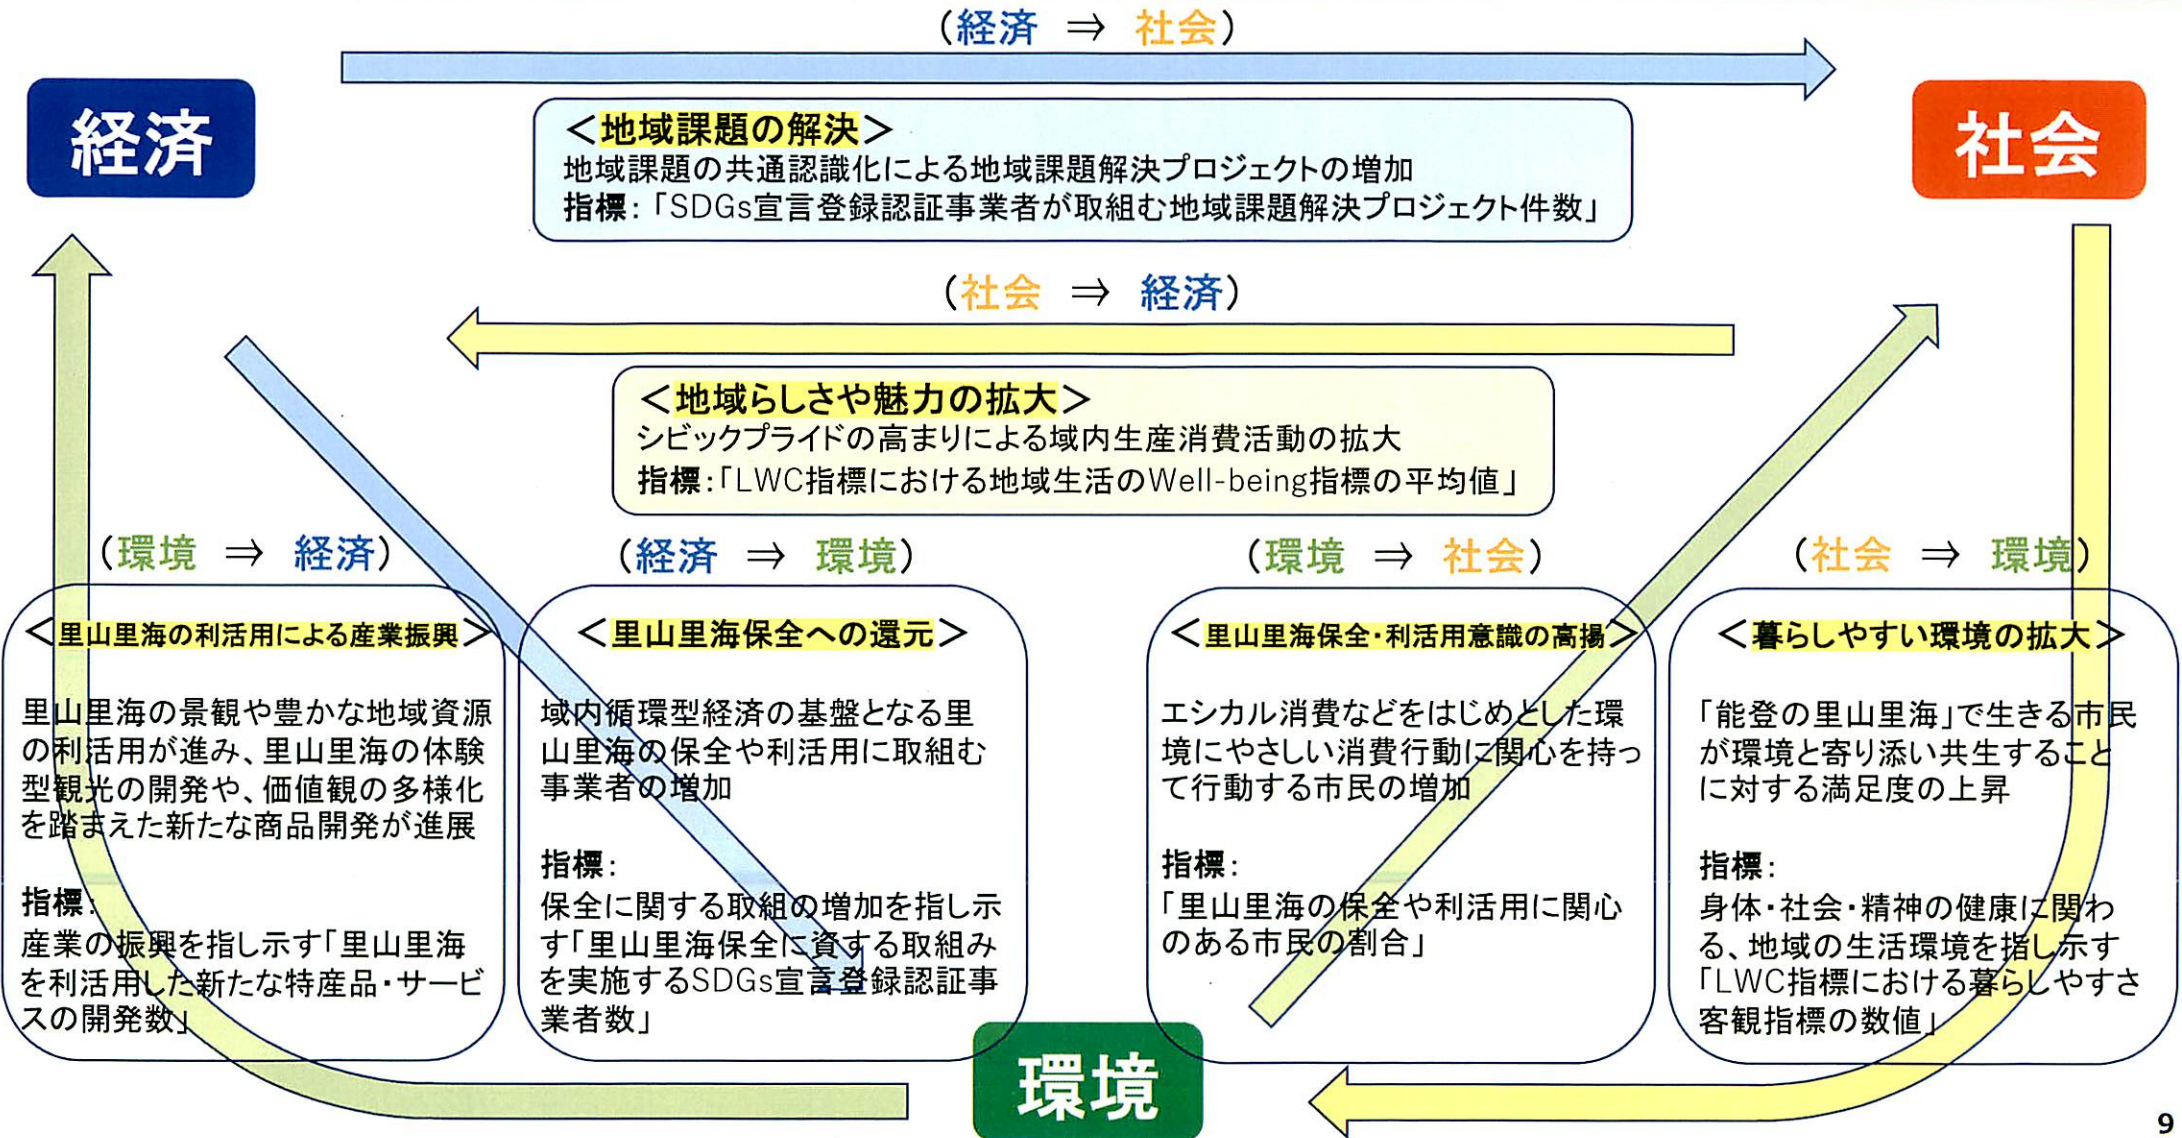 （経済 ⇒ 社会）
経済
社会
＜地域課題の解決＞
地域課題の共通認識化による地域課題解決プロジェクトの増加
指標：「SDGs宣言登録認証事業者が取組む地域課題解決プロジェクト件数」
（社会 ⇒ 経済）
＜地域らしさや魅力の拡大＞
シビックプライドの高まりによる域内生産消費活動の拡大
指標：「LWC指標における地域生活のWell-being指標の平均値」
（環境 ⇒ 経済）
＜里山里海の利活用による産業振興＞
里山里海の景観や豊かな地域資源
の利活用が進み、里山里海の体験
型観光の開発や、価値観の多様化
を踏まえた新たな商品開発が進展
指標：
産業の振興を指し示す「里山里海
を利活用した新たな特産品・サービ
スの開発数」
（経済 ⇒ 環境）
＜里山里海保全への還元＞
域内循環型経済の基盤となる里
山里海の保全や利活用に取組む
事業者の増加
指標：
保全に関する取組の増加を指し示
す「里山里海保全に資する取組み
を実施するSDGs宣言登録認証事
業者数」
（環境 ⇒ 社会）
＜里山里海保全・利活用意識の高揚＞
エシカル消費などをはじめとした環
境にやさしい消費行動に関心を持っ
て行動する市民の増加
指標：
「里山里海の保全や利活用に関心
のある市民の割合」
（社会 ⇒ 環境）
＜暮らしやすい環境の拡大＞
「能登の里山里海」で生きる市民
が環境と寄り添い共生すること
に対する満足度の上昇
指標：
身体・社会・精神の健康に関わ
る、地域の生活環境を指し示す
「LWC指標における暮らしやすさ
客観指標の数値」
環境
9